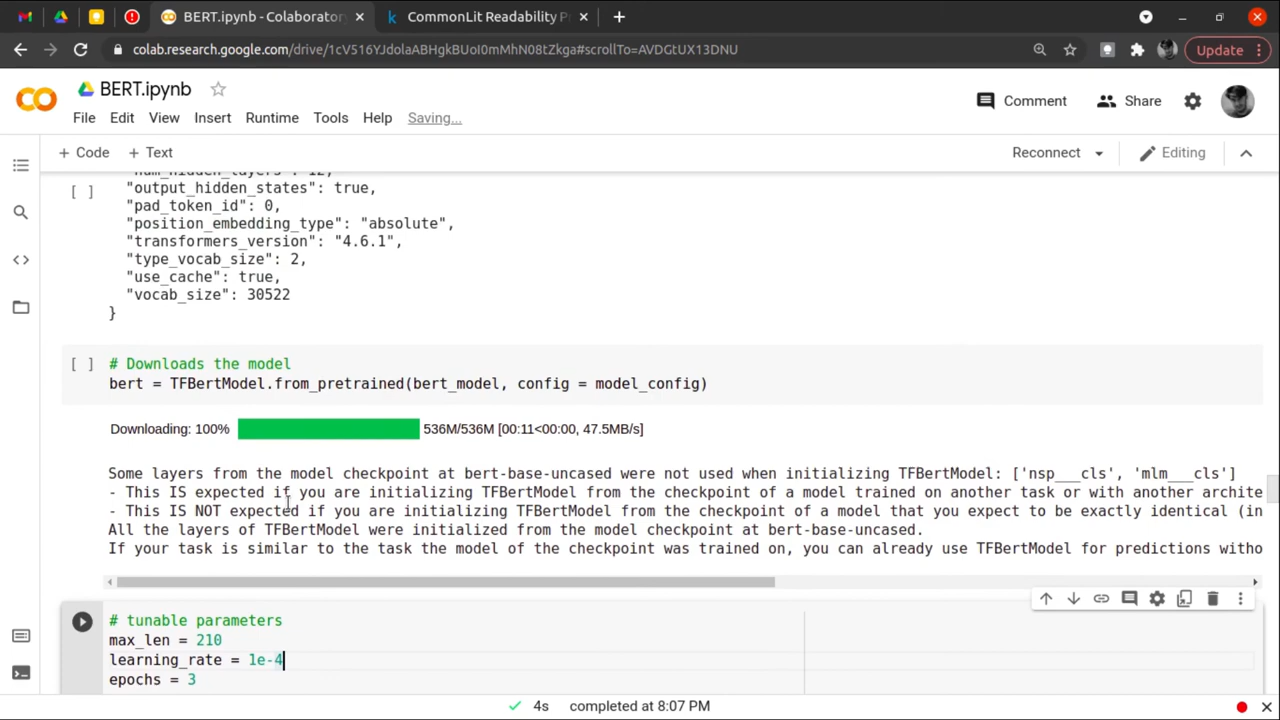 BERT.ipynb - Colaboratory
CommonLit Readability P
colab.research.google.com/drive/1cV516YJdolaABHgkBUoI0mMhN08tZkga#scrollTo=AVDGtUX13DNU
Update
BERT.ipynb
File Edit View Insert Runtime Tools Help Saving...
Comment Share
+ Code + Text
Reconnect Editing
"num_hidden_layers": 12,
[ ] "output_hidden_states": true,
"pad_token_id": 0,
"position_embedding_type": "absolute",
"transformers_version": "4.6.1",
"type_vocab_size": 2,
"use_cache": true,
"vocab_size": 30522
}
[ ] # Downloads the model
bert = TFBertModel.from_pretrained(bert_model, config = model_config)
Downloading: 100% 536M/536M [00:11<00:00, 47.5MB/s]
Some layers from the model checkpoint at bert-base-uncased were not used when initializing TFBertModel: ['nsp___cls', 'mlm___cls']
- This IS expected if you are initializing TFBertModel from the checkpoint of a model trained on another task or with another archite
- This IS NOT expected if you are initializing TFBertModel from the checkpoint of a model that you expect to be exactly identical (in
All the layers of TFBertModel were initialized from the model checkpoint at bert-base-uncased.
If your task is similar to the task the model of the checkpoint was trained on, you can already use TFBertModel for predictions witho
# tunable parameters
max_len = 210
learning_rate = 1e-4
epochs = 3
4s completed at 8:07 PM